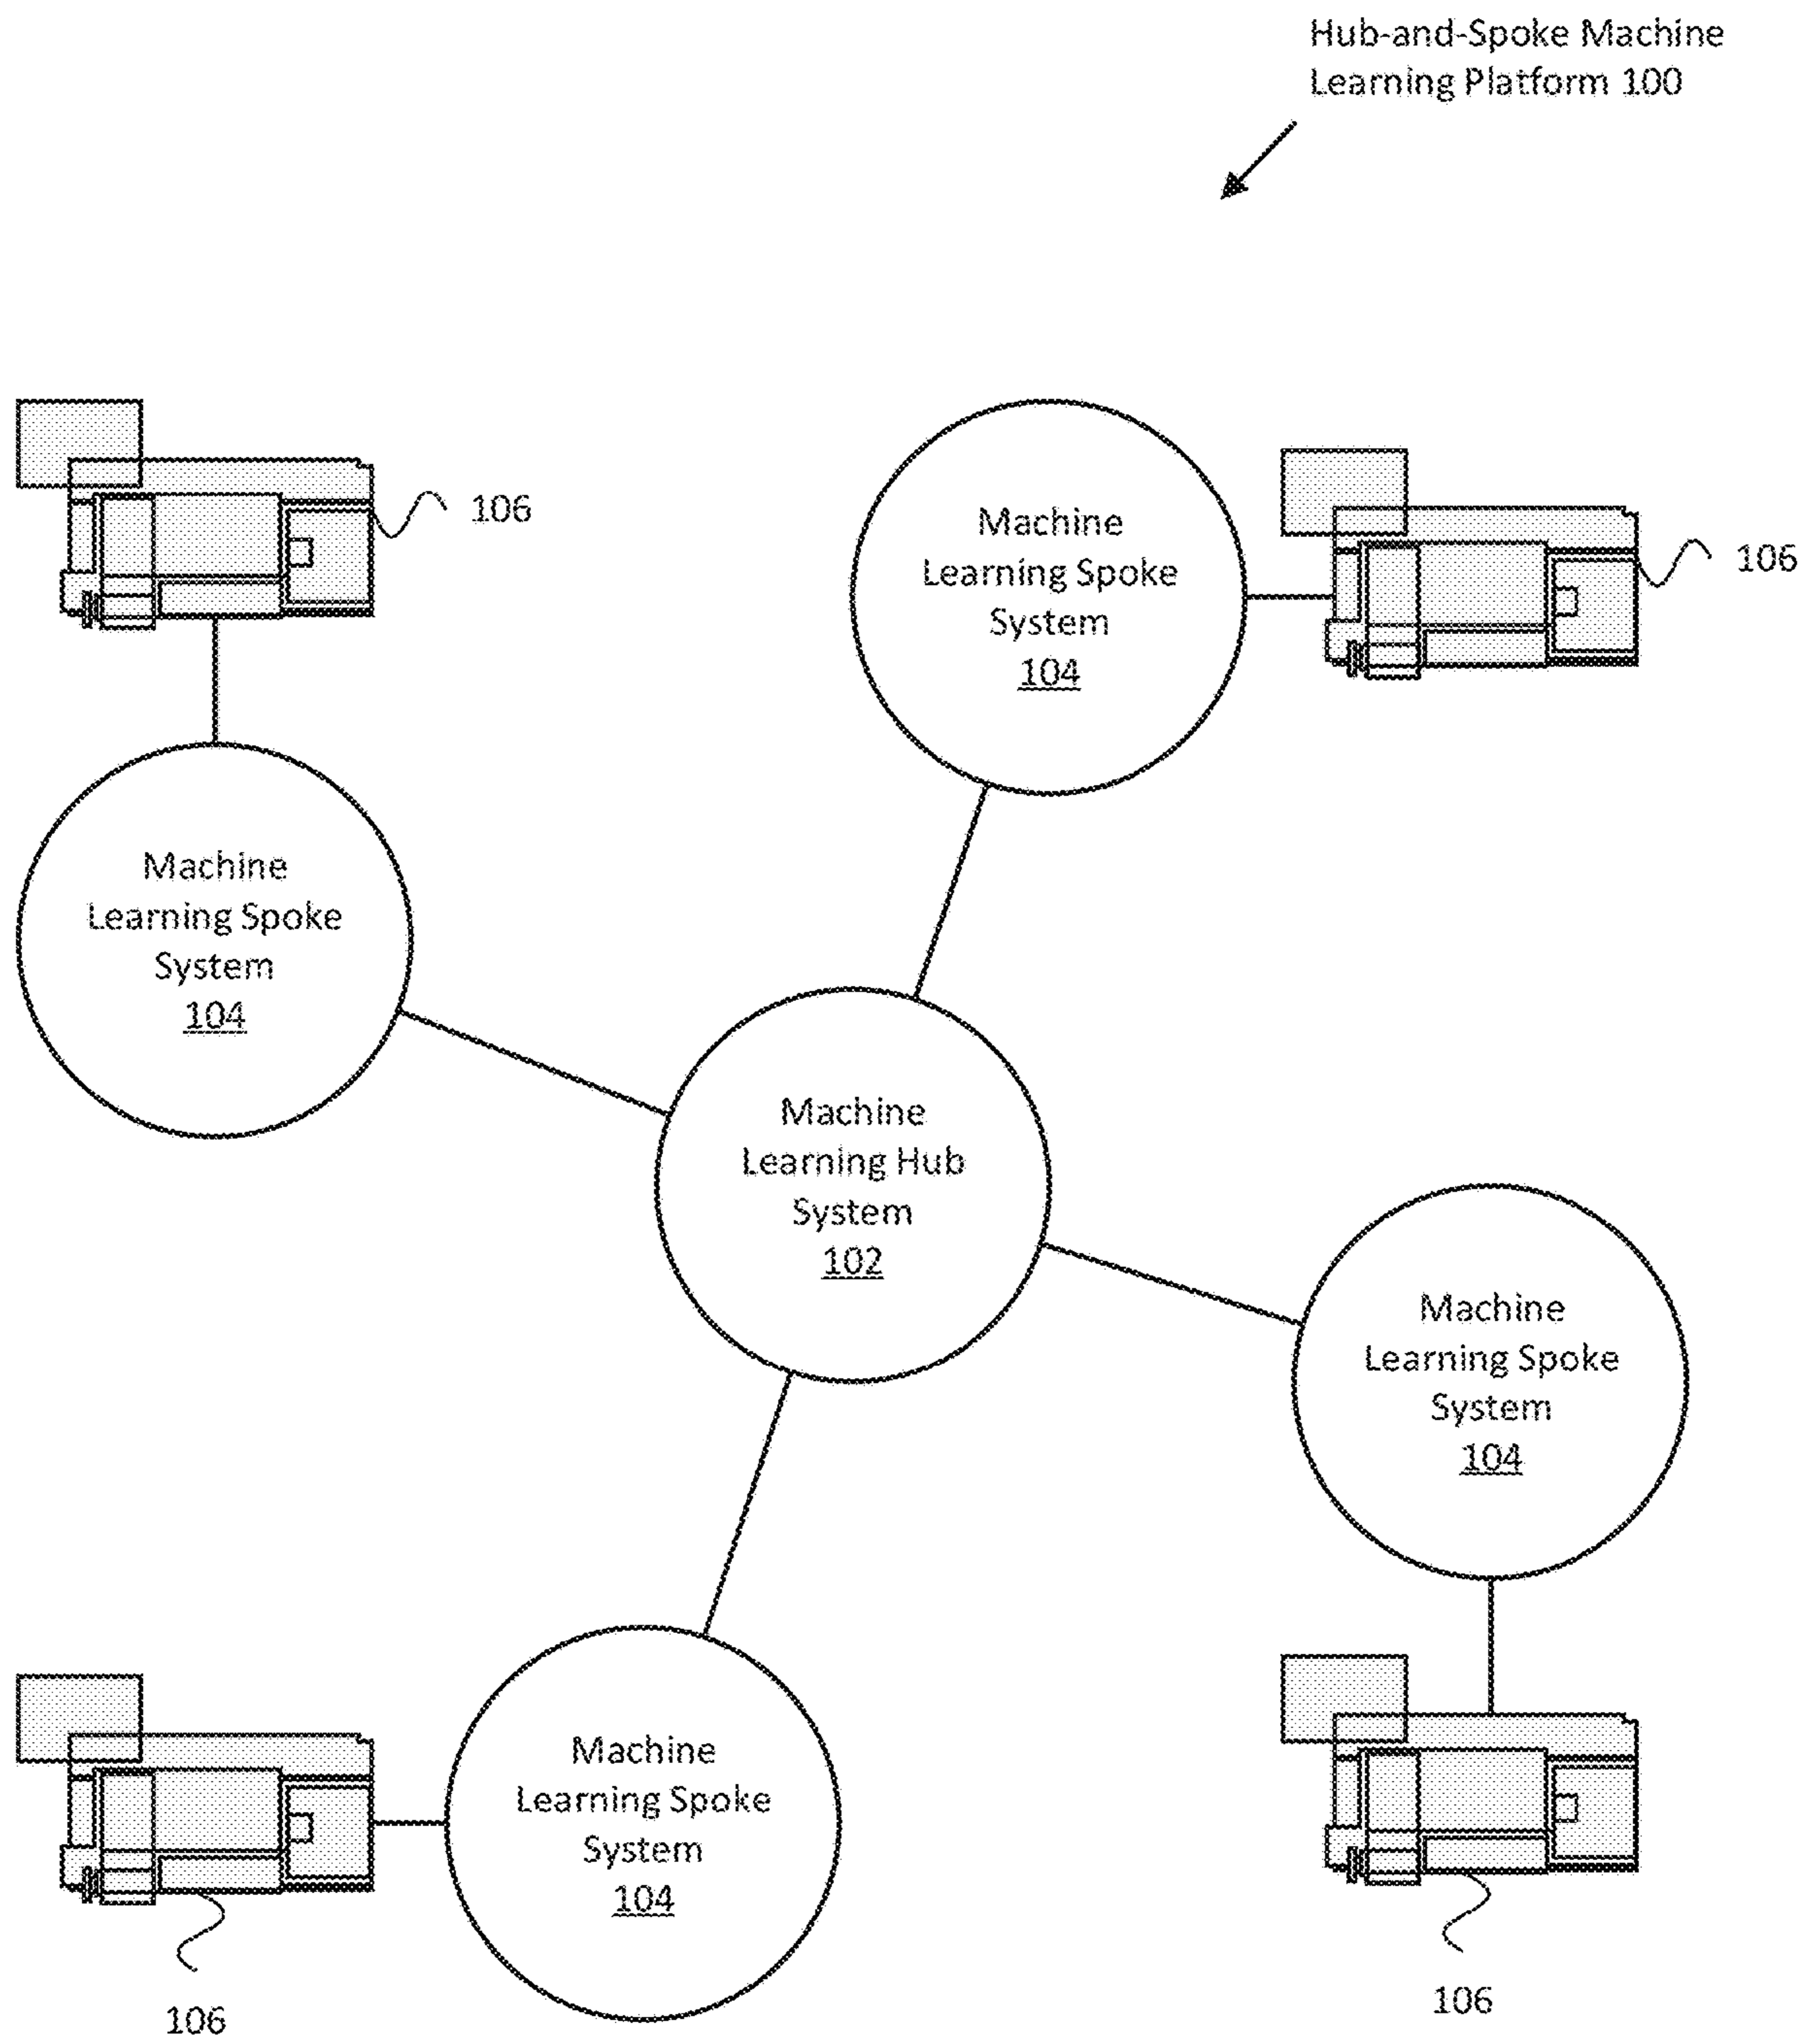 Hub-and-Spoke Machine
Learning Platform 100
106
Machine
Learning Spoke
System
104
106
Machine
Learning Spoke
System
104
Machine
Learning Hub
System
102
Machine
Learning Spoke
System
104
Machine
Learning Spoke
System
104
106
106